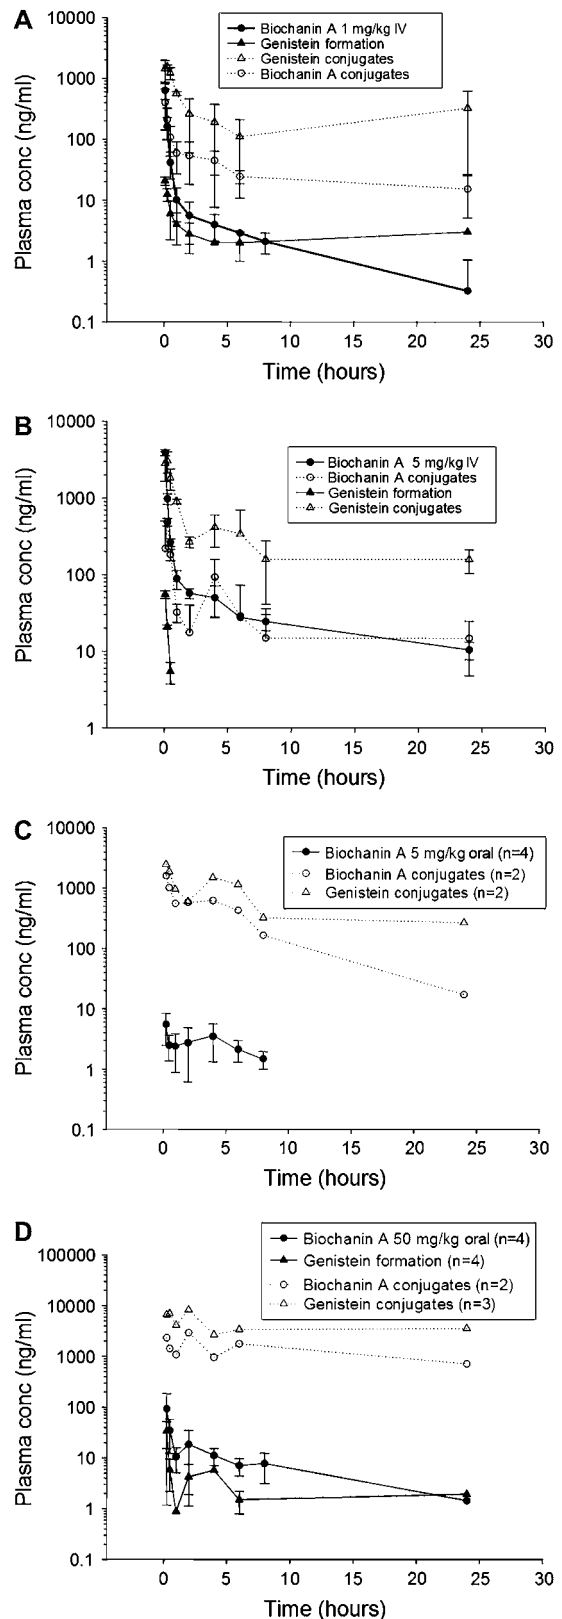 A
Biochanin A 1 mg/kg IV
Genistein formation
Genistein conjugates
Biochanin A conjugates
10000
1000
100
10
1
0.1
Plasma conc (ng/ml)
0 5 10 15 20 25 30
Time (hours)
B
Biochanin A 5 mg/kg IV
Biochanin A conjugates
Genistein formation
Genistein conjugates
10000
1000
100
10
1
Plasma conc (ng/ml)
0 5 10 15 20 25 30
Time (hours)
C
Biochanin A 5 mg/kg oral (n=4)
Biochanin A conjugates (n=2)
Genistein conjugates (n=2)
10000
1000
100
10
1
0.1
Plasma conc (ng/ml)
0 5 10 15 20 25 30
Time (hours)
D
Biochanin A 50 mg/kg oral (n=4)
Genistein formation (n=4)
Biochanin A conjugates (n=2)
Genistein conjugates (n=3)
100000
10000
1000
100
10
1
0.1
Plasma conc (ng/ml)
0 5 10 15 20 25 30
Time (hours)